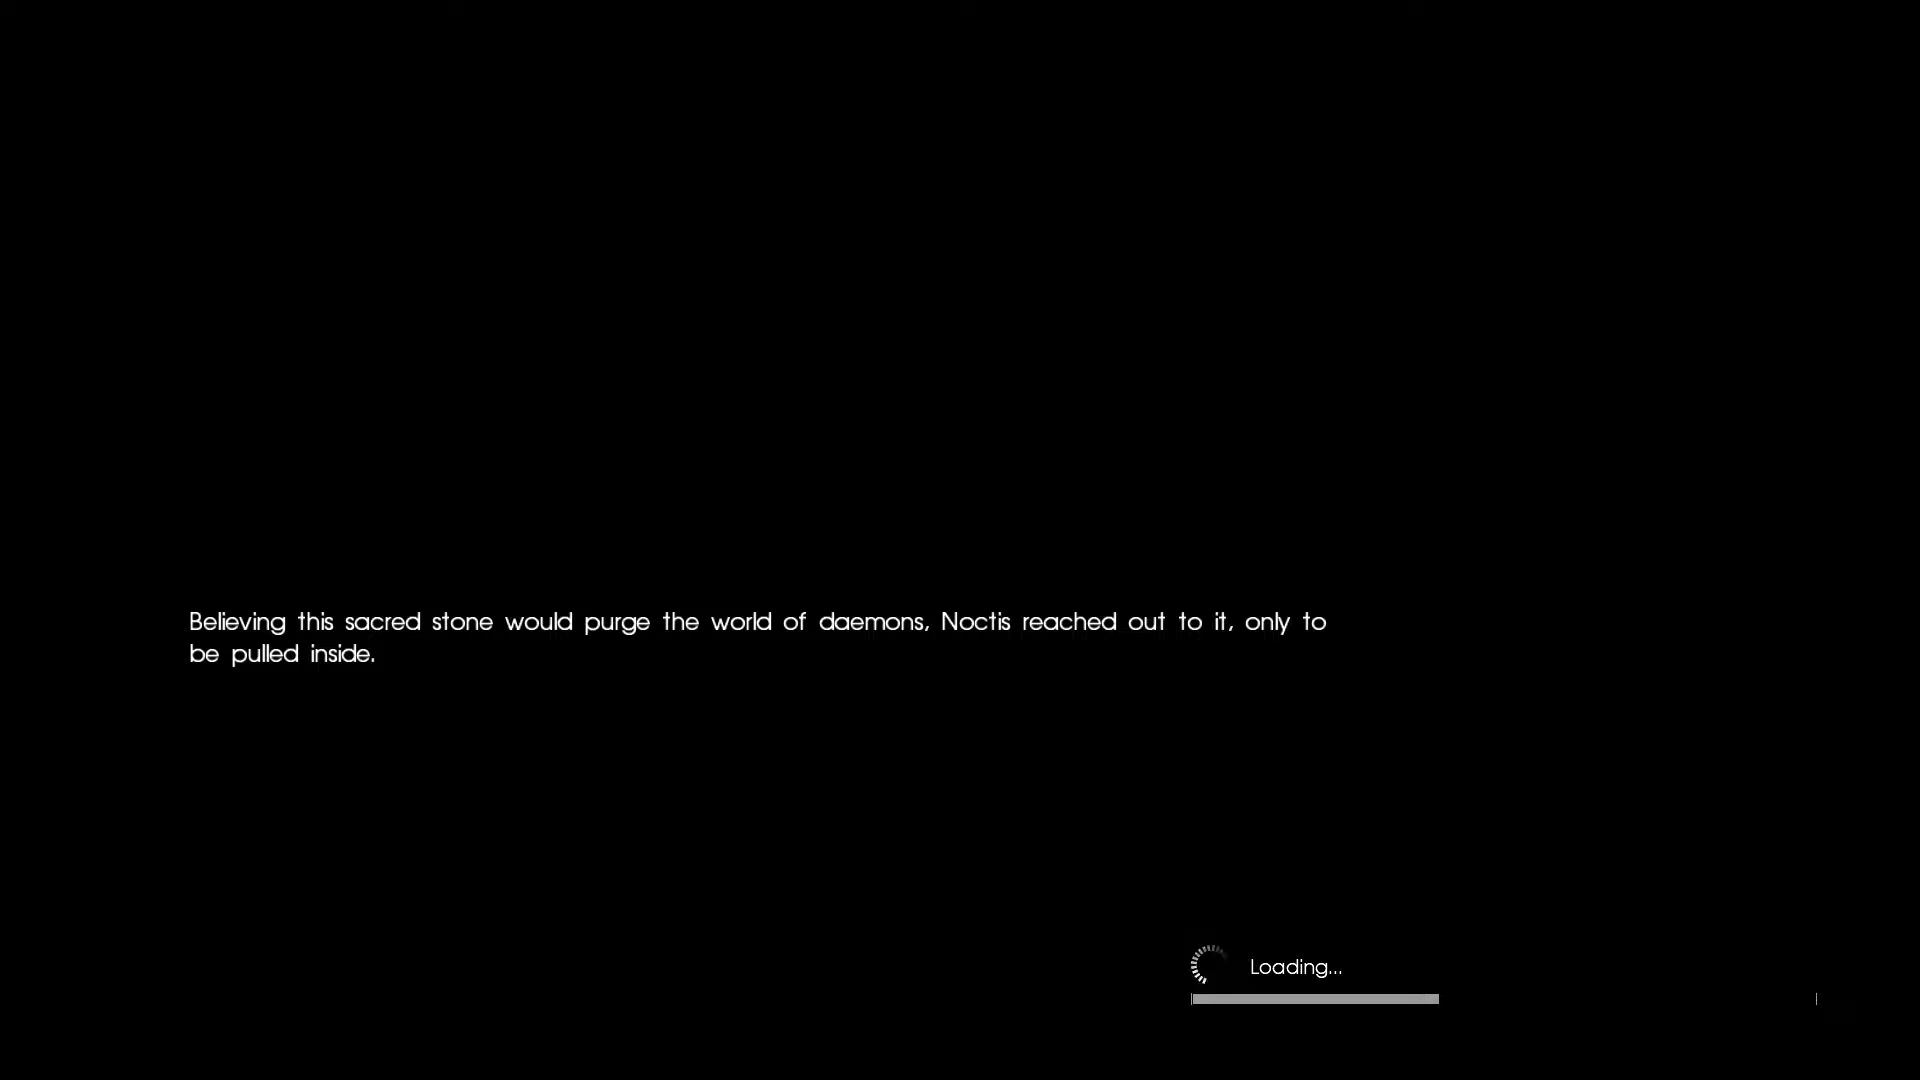 Believing this sacred stone would purge the world of daemons, Noctis reached out to it, only to
be pulled inside.
Loading...